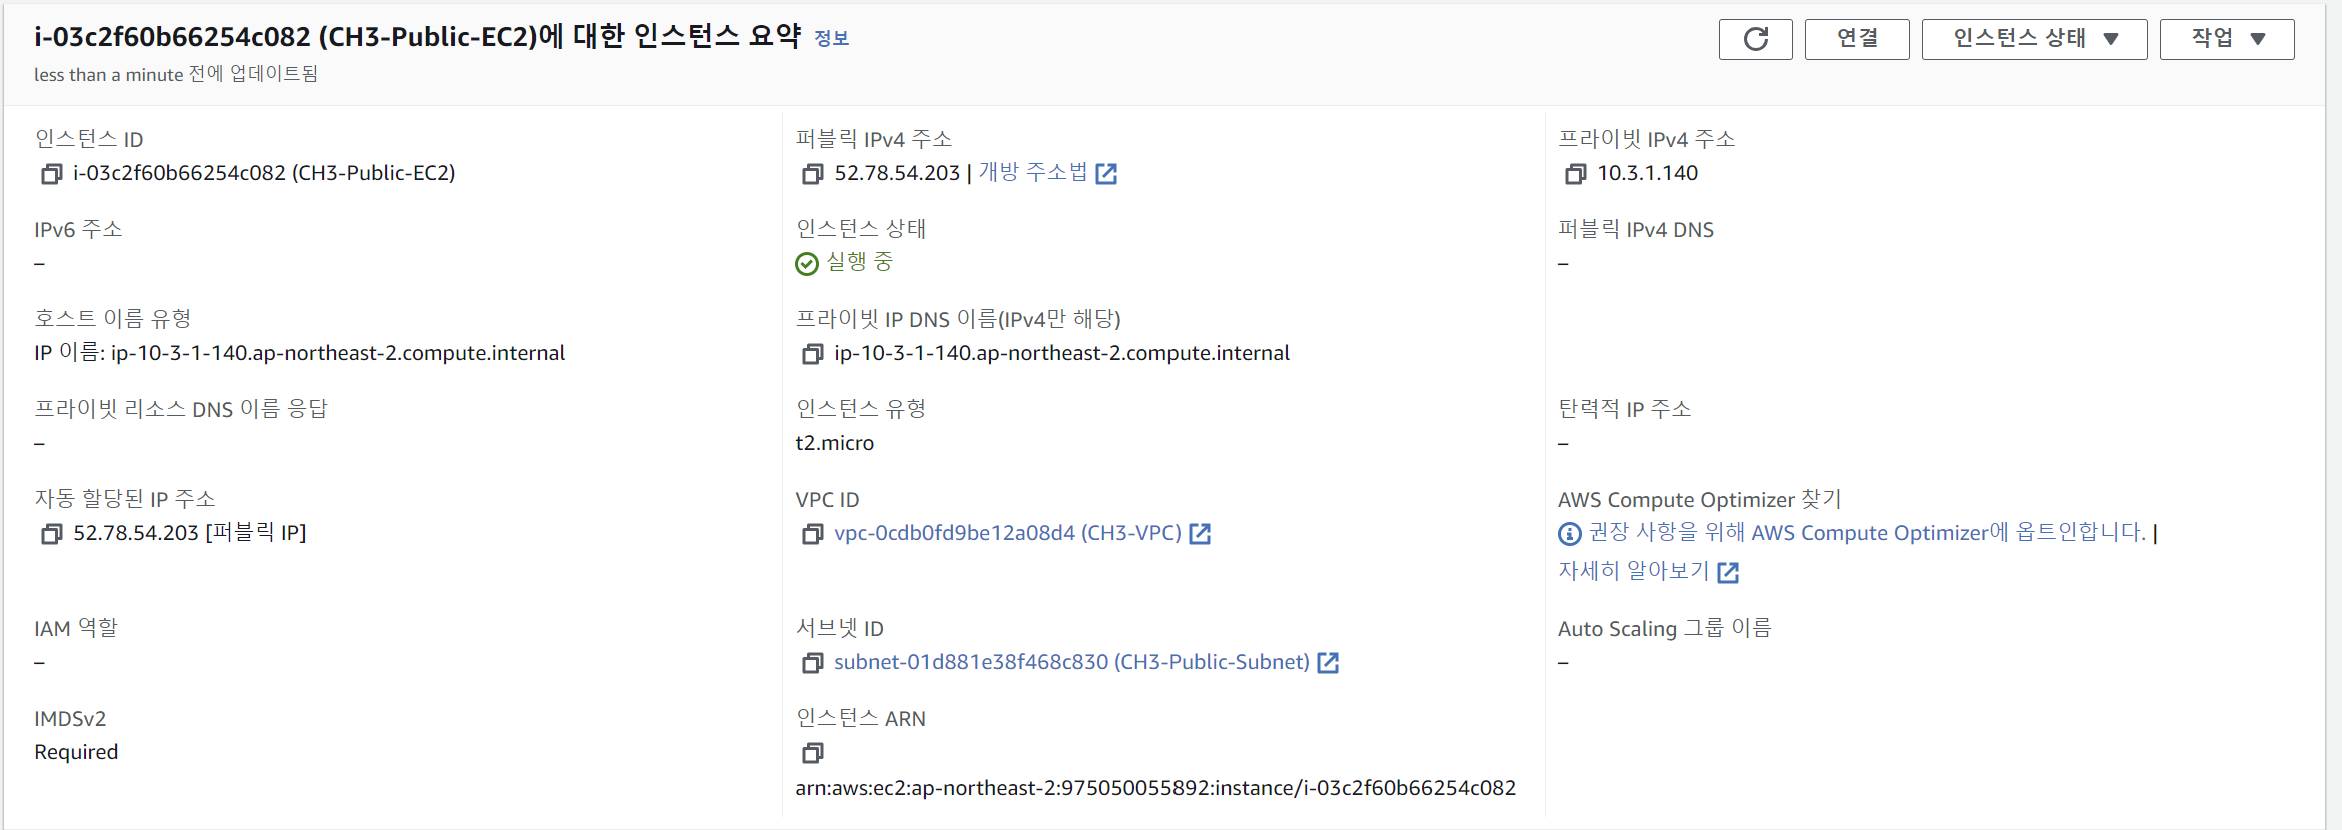 i-03c2f60b66254c082 (CH3-Public-EC2)에 대한 인스턴스 요약 정보
less than a minute 전에 업데이트됨
연결
인스턴스 상태
작업
인스턴스 ID
i-03c2f60b66254c082 (CH3-Public-EC2)
퍼블릭 IPv4 주소
52.78.54.203 | 개방 주소법
프라이빗 IPv4 주소
10.3.1.140
IPv6 주소
–
인스턴스 상태
실행 중
퍼블릭 IPv4 DNS
–
호스트 이름 유형
IP 이름: ip-10-3-1-140.ap-northeast-2.compute.internal
프라이빗 IP DNS 이름(IPv4만 해당)
ip-10-3-1-140.ap-northeast-2.compute.internal
프라이빗 리소스 DNS 이름 응답
–
인스턴스 유형
t2.micro
탄력적 IP 주소
–
자동 할당된 IP 주소
52.78.54.203 [퍼블릭 IP]
VPC ID
vpc-0cdb0fd9be12a08d4 (CH3-VPC)
AWS Compute Optimizer 찾기
권장 사항을 위해 AWS Compute Optimizer에 옵트인합니다. |
자세히 알아보기
IAM 역할
–
서브넷 ID
subnet-01d881e38f468c830 (CH3-Public-Subnet)
Auto Scaling 그룹 이름
–
IMDSv2
Required
인스턴스 ARN
arn:aws:ec2:ap-northeast-2:975050055892:instance/i-03c2f60b66254c082